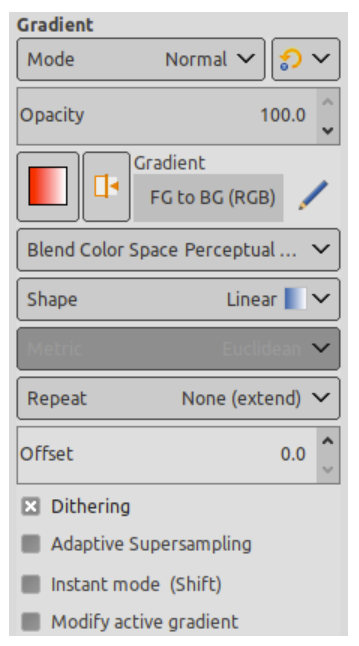 Gradient
Mode Normal
Opacity 100.0
Gradient
FG to BG (RGB)
Blend Color Space Perceptual ...
Shape Linear
Metric Euclidean
Repeat None (extend)
Offset 0.0
Dithering
Adaptive Supersampling
Instant mode (Shift)
Modify active gradient